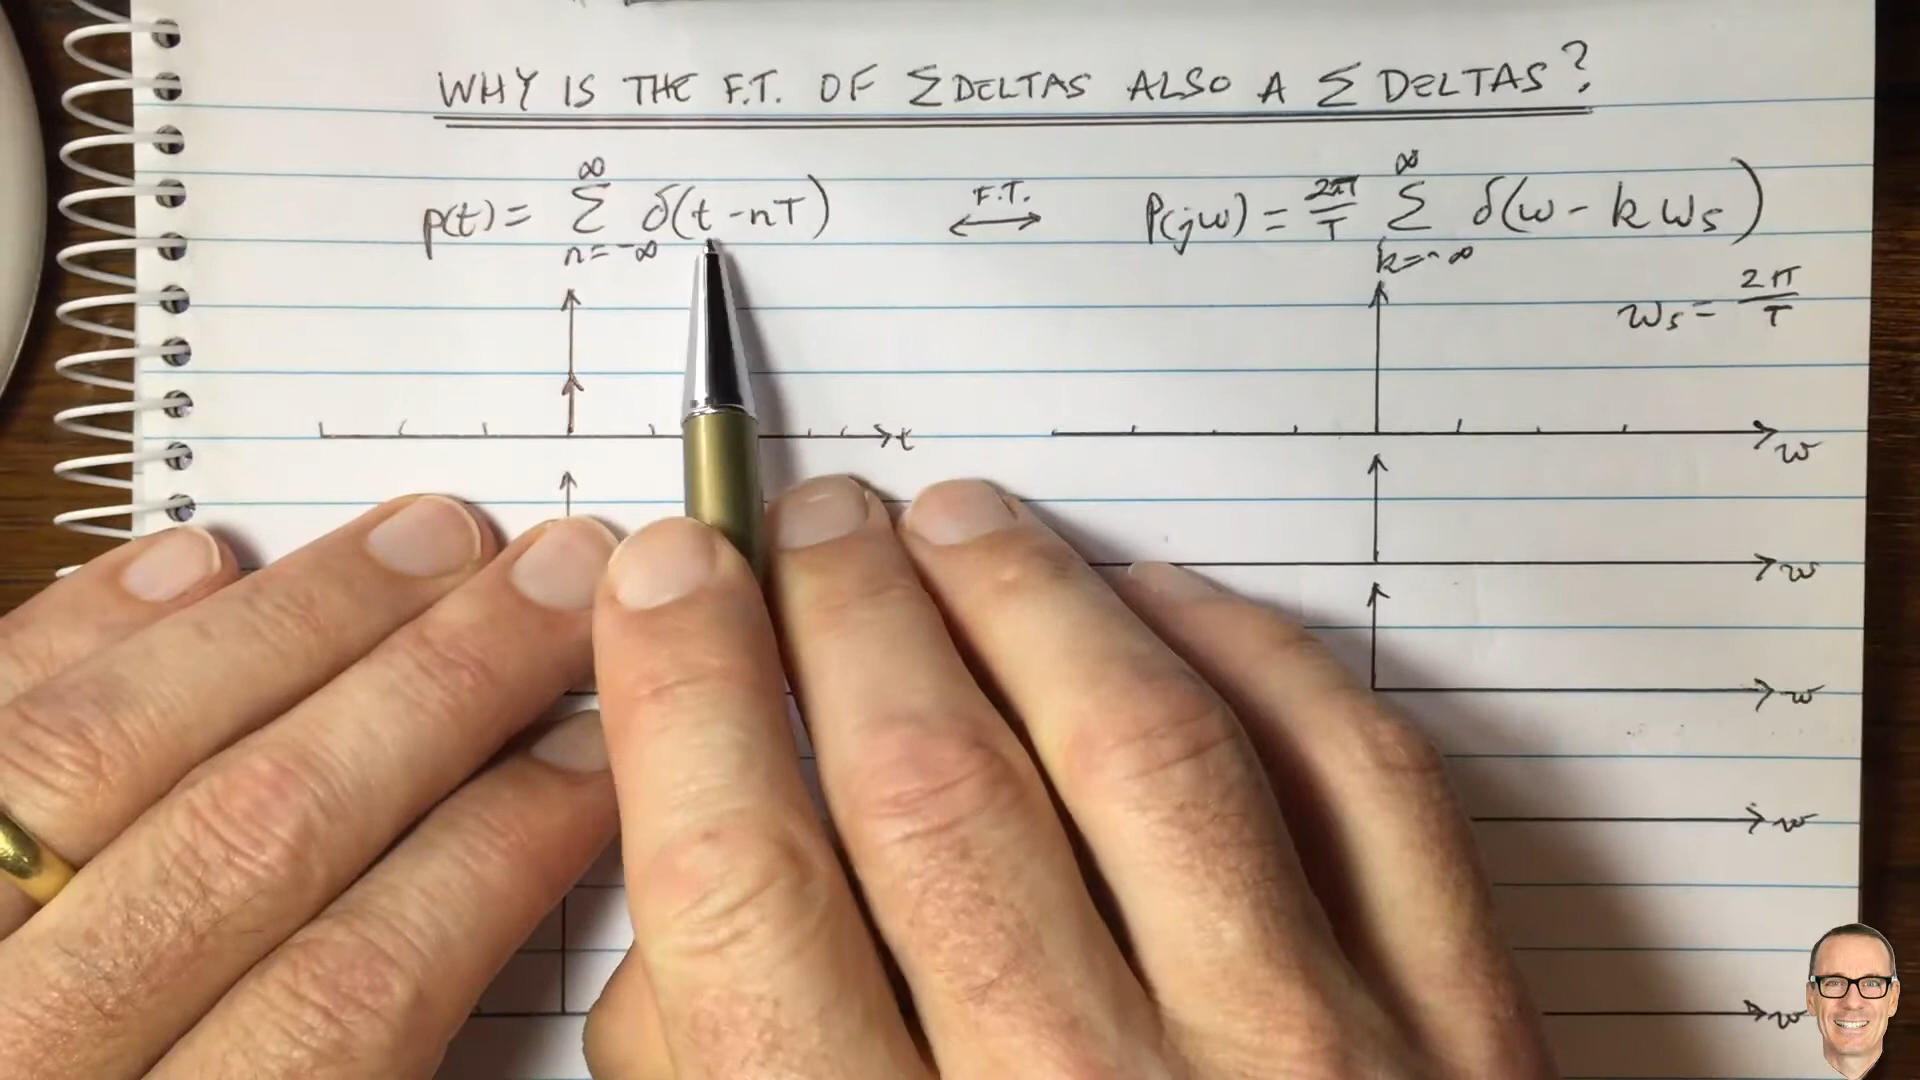 WHY IS THE F.T. OF Σ DELTAS ALSO A Σ DELTAS?
p(t) = ∞ Σ n=-∞ δ(t-nT) F.T. ↔ P(jω) = 2π/T ∞ Σ k=-∞ δ(ω - kωs)
ωs = 2π/T
t
ω
ω
ω
ω
ω